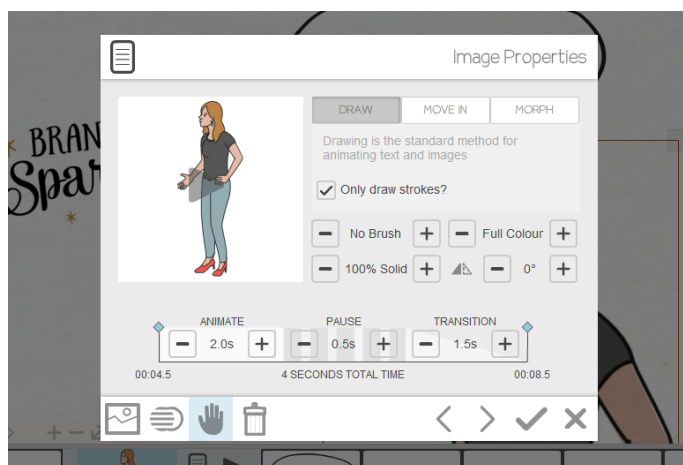 Image Properties
BRAN
Spar
DRAW MOVE IN MORPH
Drawing is the standard method for
animating text and images
Only draw strokes?
No Brush Full Colour
100% Solid 0°
ANIMATE PAUSE TRANSITION
2.0s 0.5s 1.5s
00:04.5 4 SECONDS TOTAL TIME 00:08.5